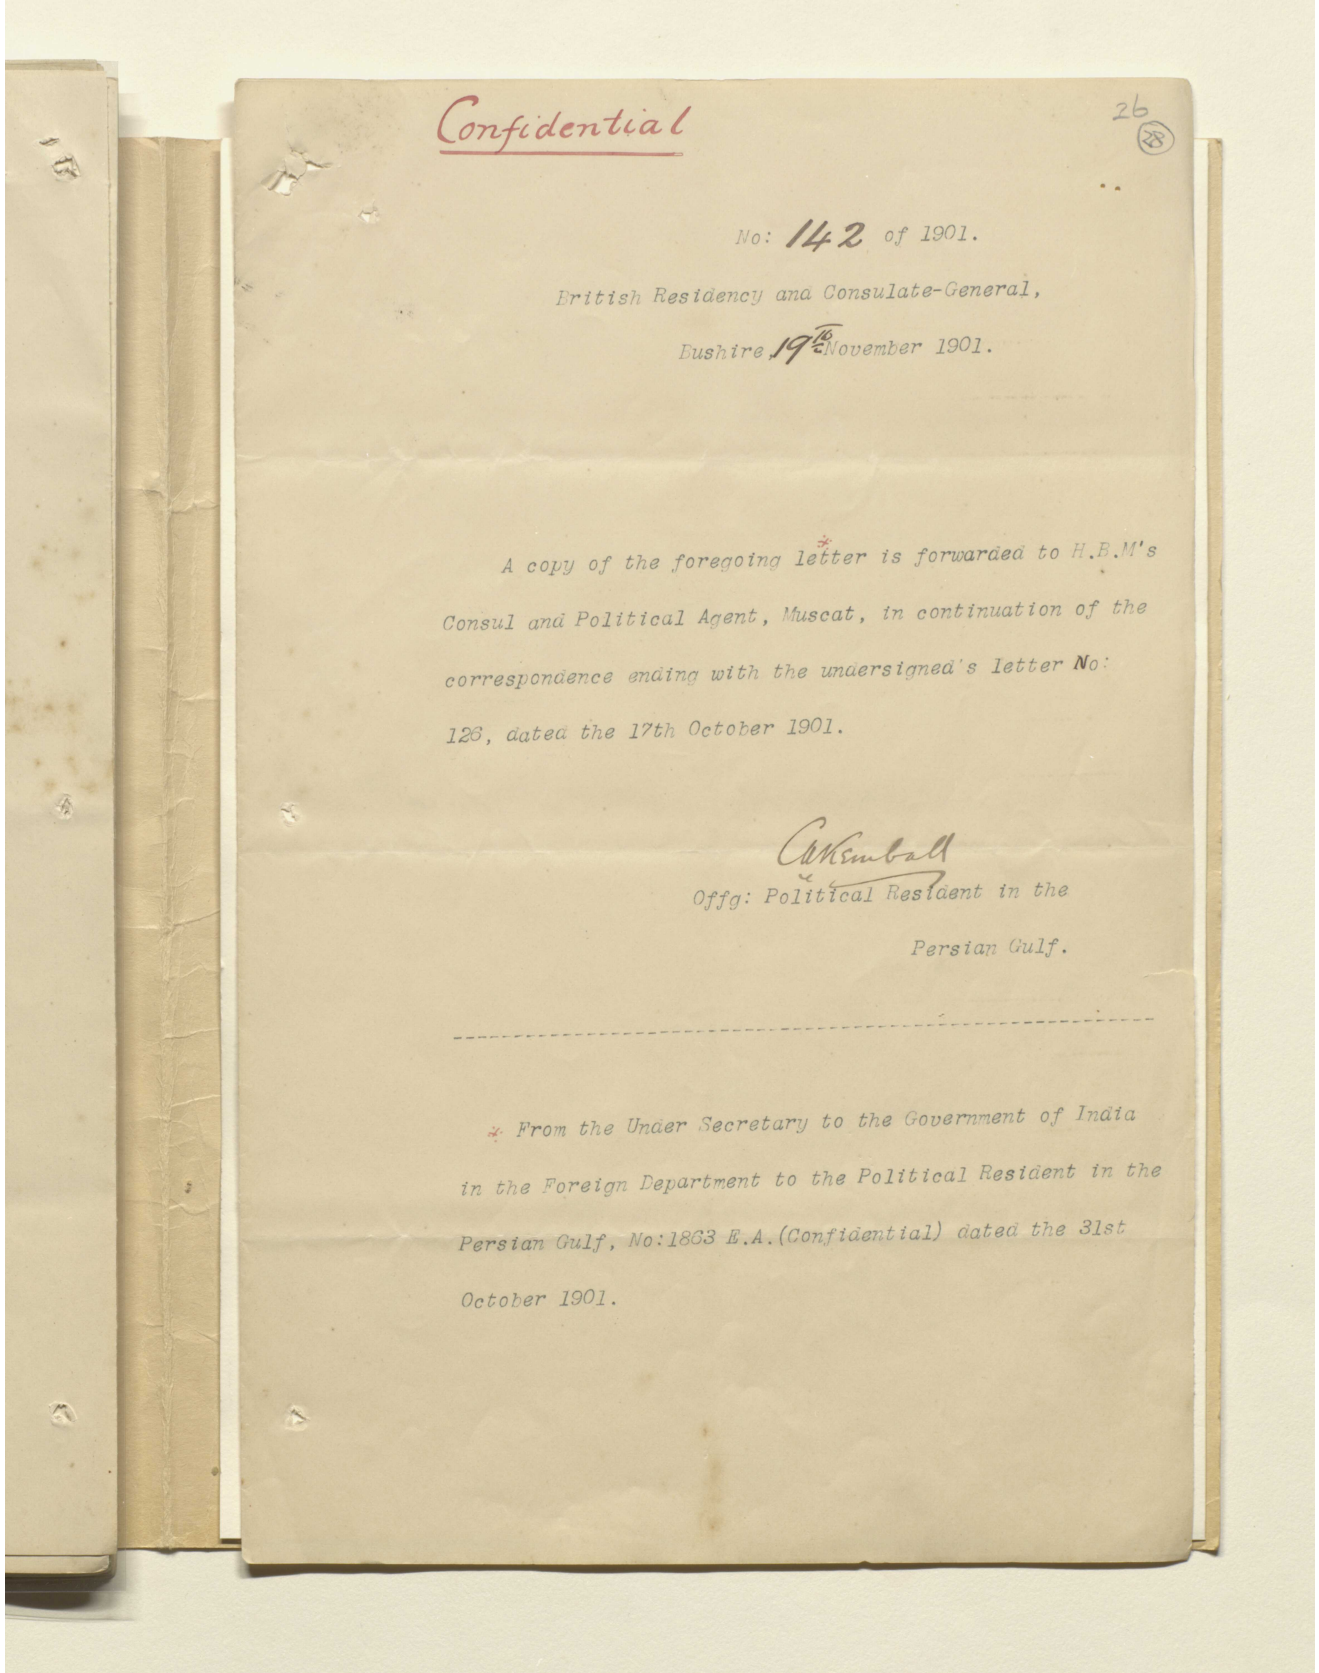 Confidential
26
28
No: 142 of 1901.
British Residency and Consulate-General,
Bushire, 19th November 1901.
A copy of the foregoing letter * is forwarded to H.B.M's
Consul and Political Agent, Muscat, in continuation of the
correspondence ending with the undersigned's letter No:
126, dated the 17th October 1901.
CAKemball
Offg: Political Resident in the
Persian Gulf.
* From the Under Secretary to the Government of India
in the Foreign Department to the Political Resident in the
Persian Gulf, No:1863 E.A.(Confidential) dated the 31st
October 1901.